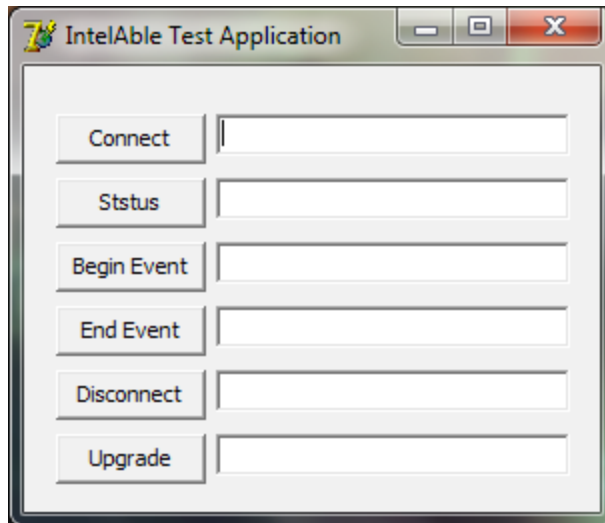 IntelAble Test Application
Connect
Ststus
Begin Event
End Event
Disconnect
Upgrade